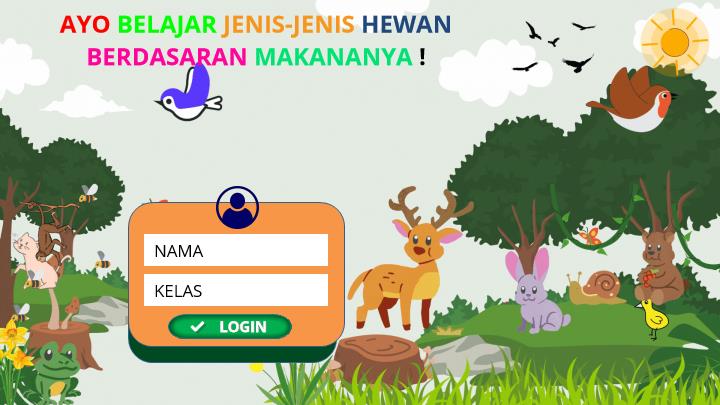 AYO BELAJAR JENIS-JENIS HEWAN
BERDASARAN MAKANANYA !
NAMA
KELAS
LOGIN